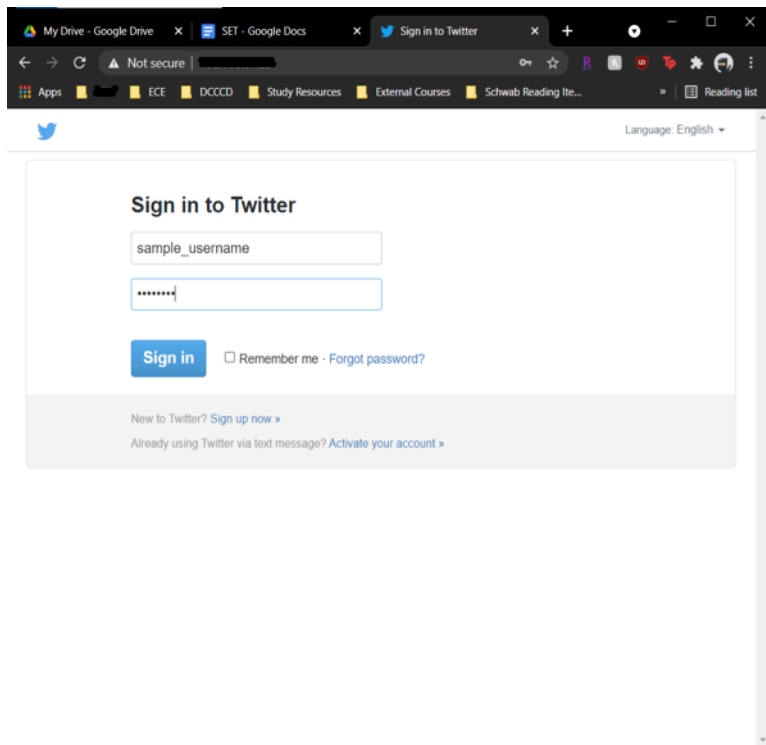 My Drive - Google Drive
SET - Google Docs
Sign in to Twitter
Not secure
Apps
ECE
DCCCD
Study Resources
External Courses
Schwab Reading Ite...
»
Reading list
Language: English
Sign in to Twitter
sample_username
••••••••
Sign in
Remember me · Forgot password?
New to Twitter? Sign up now »
Already using Twitter via text message? Activate your account »